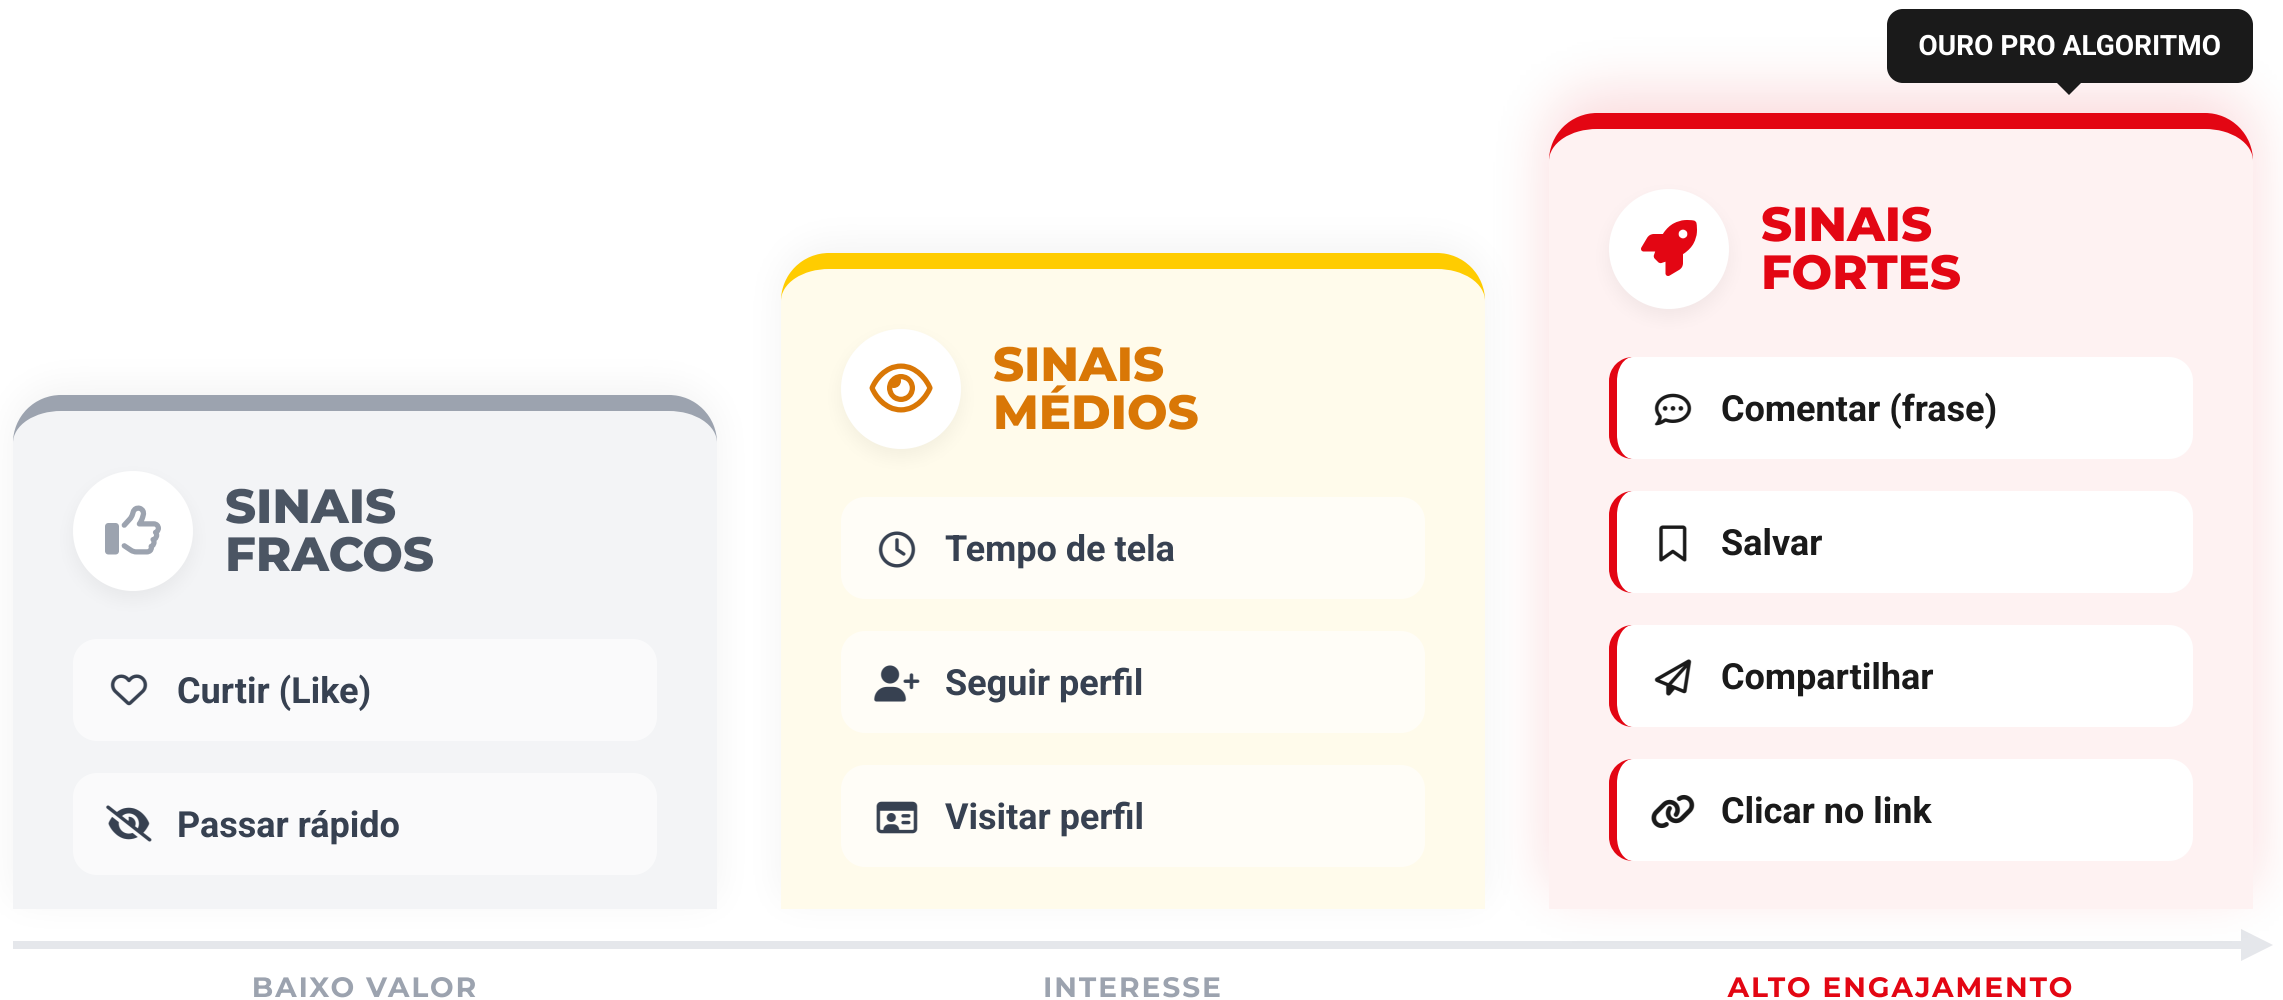 OURO PRO ALGORITMO
SINAIS
FRACOS
Curtir (Like)
Passar rápido
SINAIS
MÉDIOS
Tempo de tela
Seguir perfil
Visitar perfil
SINAIS
FORTES
Comentar (frase)
Salvar
Compartilhar
Clicar no link
BAIXO VALOR
INTERESSE
ALTO ENGAJAMENTO